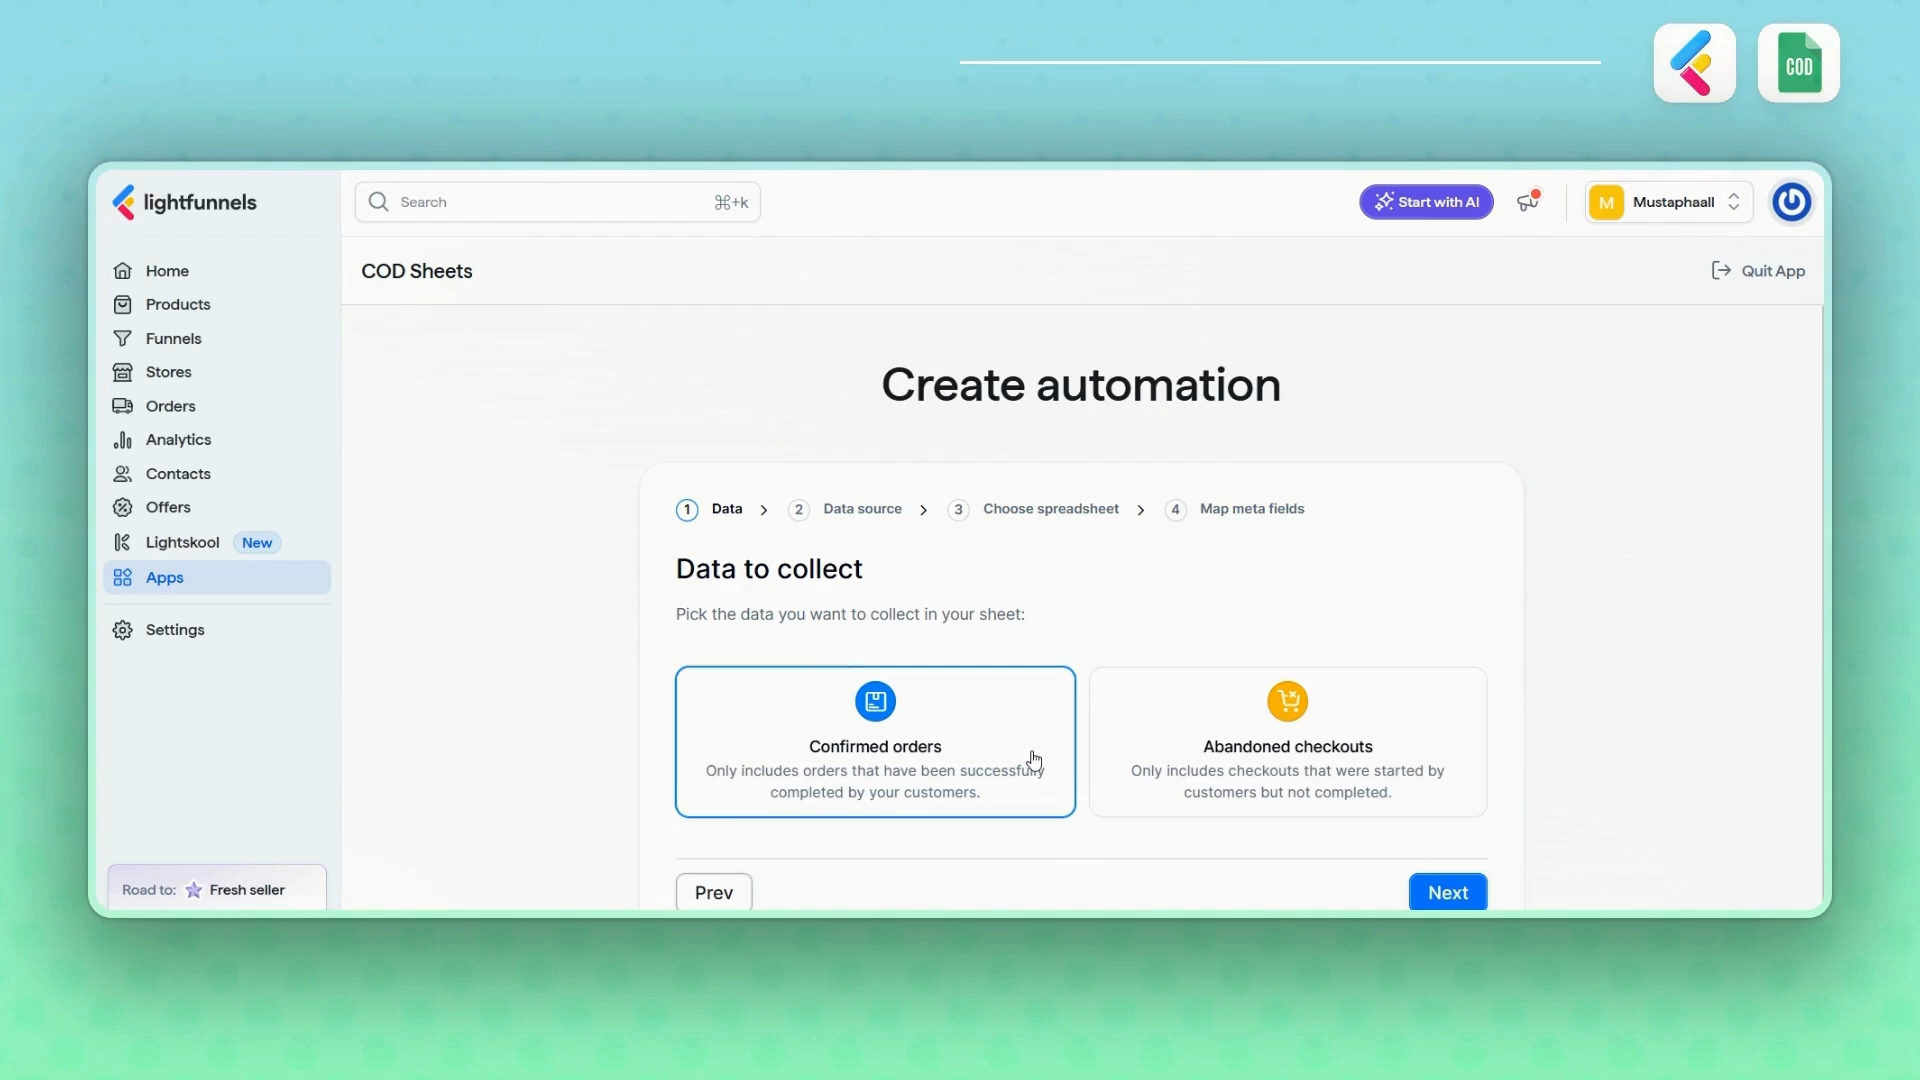 COD
lightfunnels
Search
⌘+k
Start with AI
M
Mustaphaall
Home
Products
Funnels
Stores
Orders
Analytics
Contacts
Offers
Lightskool New
Apps
Settings
Road to: Fresh seller
COD Sheets
Quit App
Create automation
1 Data > 2 Data source > 3 Choose spreadsheet > 4 Map meta fields
Data to collect
Pick the data you want to collect in your sheet:
Confirmed orders
Only includes orders that have been successfully
completed by your customers.
Abandoned checkouts
Only includes checkouts that were started by
customers but not completed.
Prev
Next